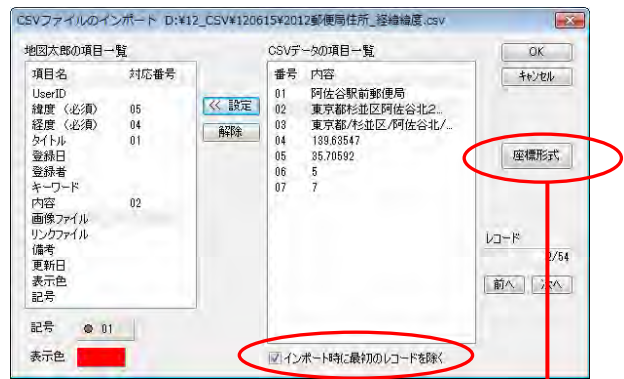 CSVファイルのインポート D:¥12_CSV¥120615¥2012郵便局住所_経緯緯度.csv
地図太郎の項目一覧
項目名 対応番号
UserID
緯度（必須） 05
経度（必須） 04
タイトル 01
登録日
登録者
キーワード
内容 02
画像ファイル
リンクファイル
備考
更新日
表示色
記号
<< 設定
解除
CSVデータの項目一覧
番号 内容
01 阿佐谷駅前郵便局
02 東京都杉並区阿佐谷北2...
03 東京都/杉並区/阿佐谷北/...
04 139.63547
05 35.70592
06 5
07 7
OK
キャンセル
座標形式
レコード
2/54
前へ 次へ
記号 01
表示色
インポート時に最初のレコードを除く